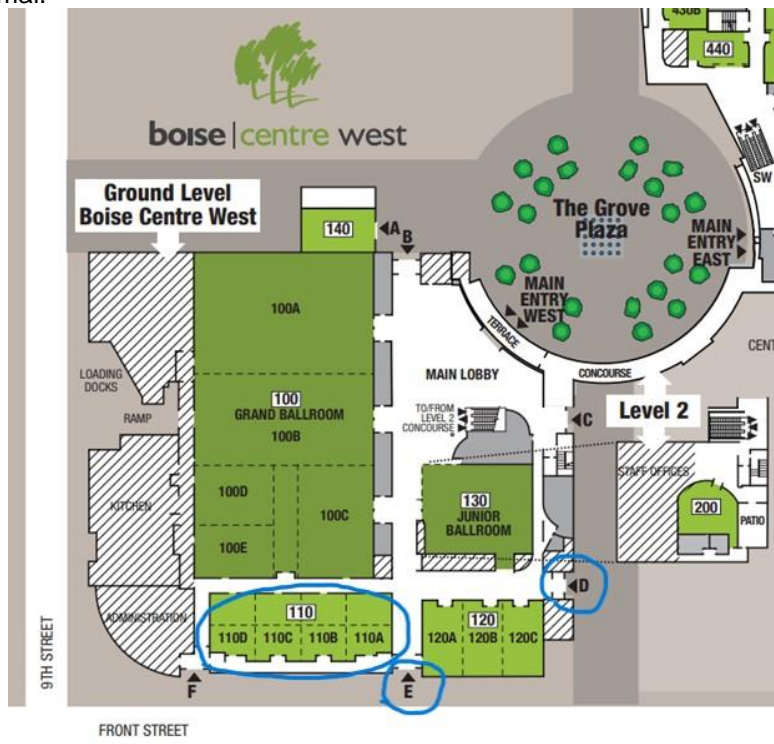 430B
440
boise | centre west
SW
Ground Level
Boise Centre West
140
A
B
The Grove
Plaza
MAIN
ENTRY
EAST
MAIN
ENTRY
WEST
100A
TERRACE
LOADING
DOCKS
MAIN LOBBY
CONCOURSE
CENT
100
GRAND BALLROOM
100B
RAMP
TO/FROM
LEVEL 2
CONCOURSE
C
Level 2
STAFF OFFICES
100D
100C
130
JUNIOR
BALLROOM
200
PATIO
KITCHEN
100E
D
ADMINISTRATION
110
110D 110C 110B 110A
120
120A 120B 120C
9TH STREET
F
E
FRONT STREET